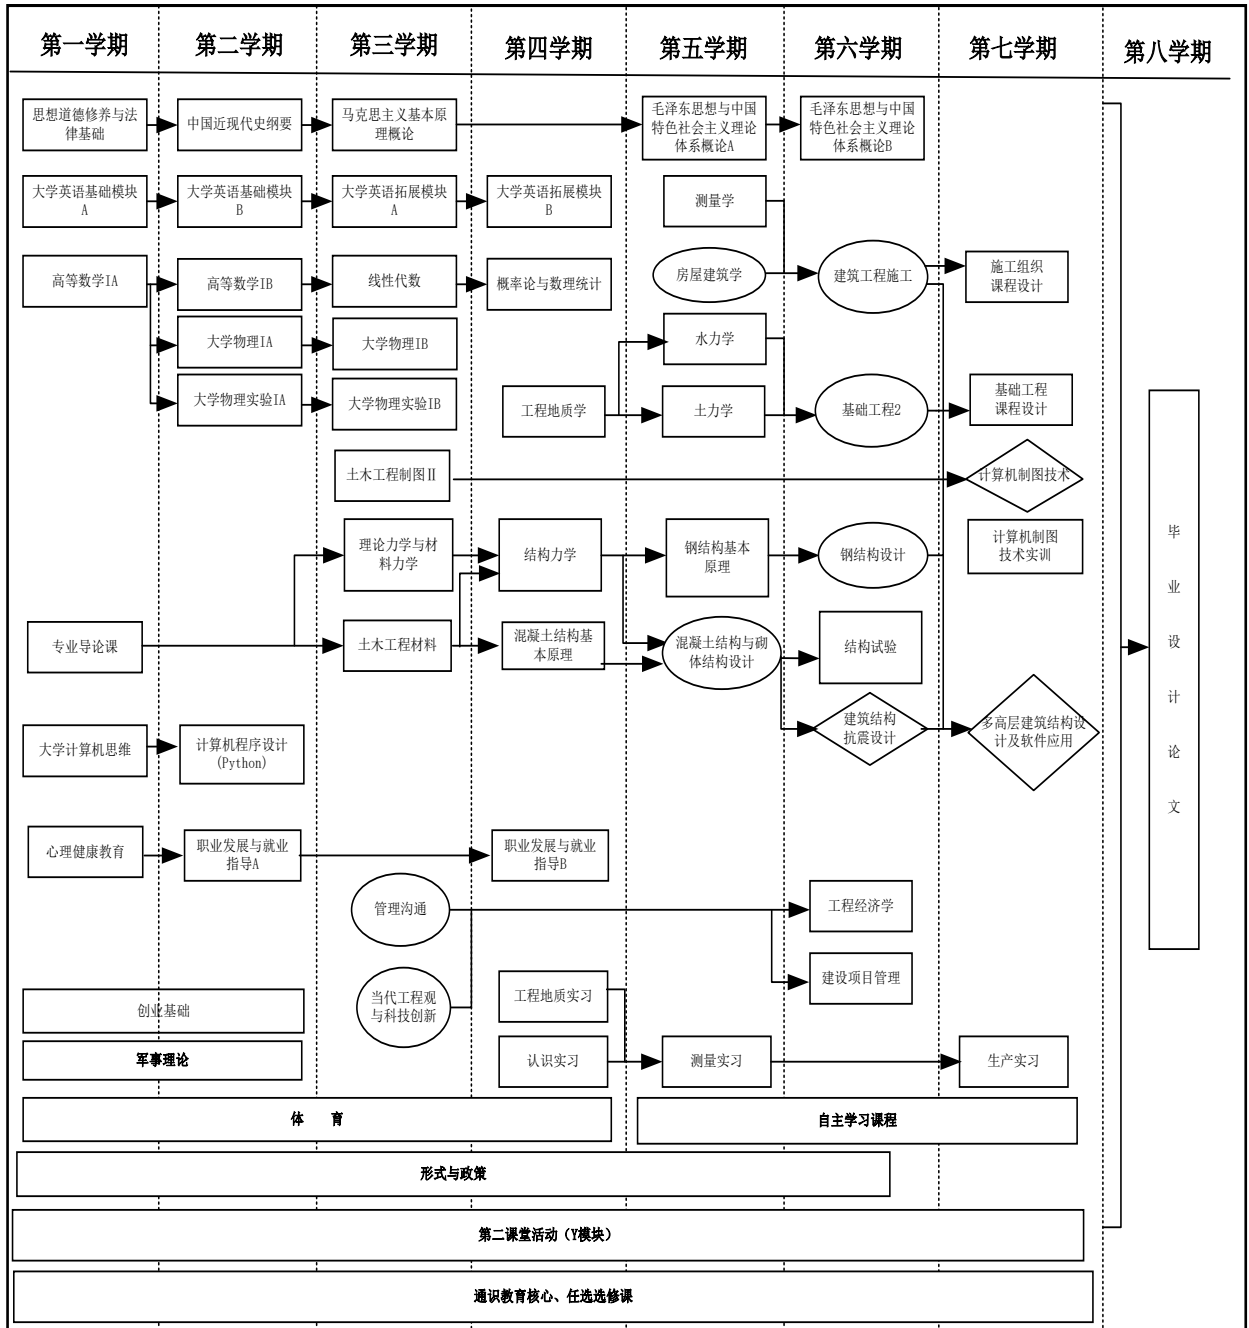 第一学期
第二学期
第三学期
第四学期
第五学期
第六学期
第七学期
第八学期
思想道德修养与法
律基础
中国近现代史纲要
马克思主义基本原
理概论
毛泽东思想与中国
特色社会主义理论
体系概论A
毛泽东思想与中国
特色社会主义理论
体系概论B
大学英语基础模块
A
大学英语基础模块
B
大学英语拓展模块
A
大学英语拓展模块
B
测量学
高等数学IA
高等数学IB
线性代数
概率论与数理统计
房屋建筑学
建筑工程施工
施工组织
课程设计
大学物理IA
大学物理IB
水力学
大学物理实验IA
大学物理实验IB
工程地质学
土力学
基础工程2
基础工程
课程设计
土木工程制图Ⅱ
计算机制图技术
理论力学与材
料力学
结构力学
钢结构基本
原理
钢结构设计
计算机制图
技术实训
专业导论课
土木工程材料
混凝土结构基
本原理
混凝土结构与砌
体结构设计
结构试验
大学计算机思维
计算机程序设计
(Python)
建筑结构
抗震设计
多高层建筑结构设
计及软件应用
毕
业
设
计
论
文
心理健康教育
职业发展与就业
指导A
职业发展与就业
指导B
管理沟通
工程经济学
当代工程观
与科技创新
工程地质实习
建设项目管理
创业基础
军事理论
认识实习
测量实习
生产实习
体 育
自主学习课程
形式与政策
第二课堂活动（Y模块）
通识教育核心、任选选修课